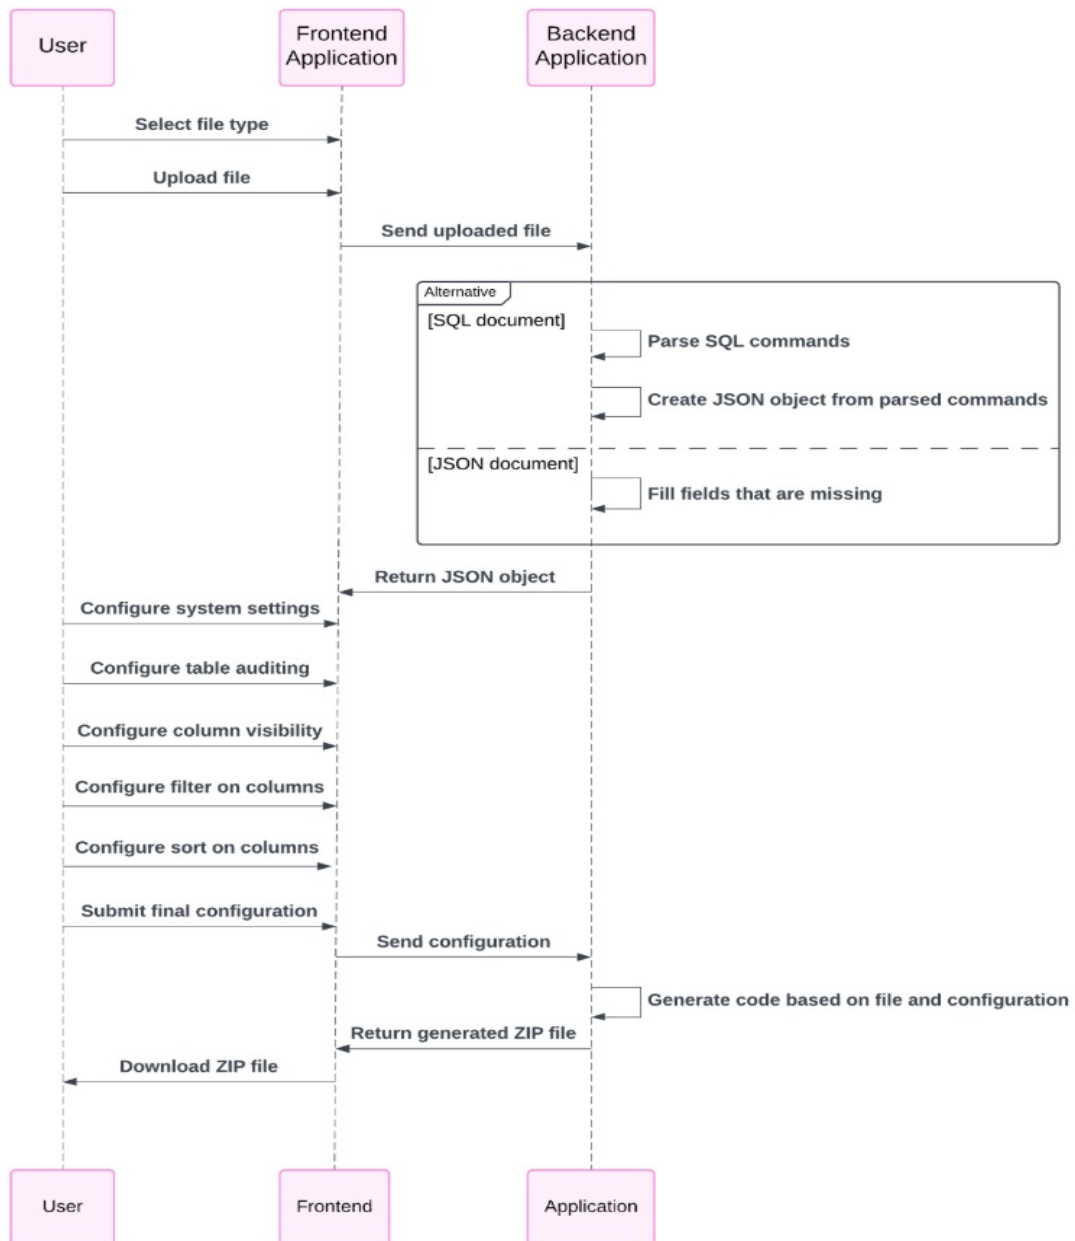 User
Frontend
Application
Backend
Application
Select file type
Upload file
Send uploaded file
Alternative
[SQL document]
Parse SQL commands
Create JSON object from parsed commands
[JSON document]
Fill fields that are missing
Return JSON object
Configure system settings
Configure table auditing
Configure column visibility
Configure filter on columns
Configure sort on columns
Submit final configuration
Send configuration
Generate code based on file and configuration
Return generated ZIP file
Download ZIP file
User
Frontend
Application